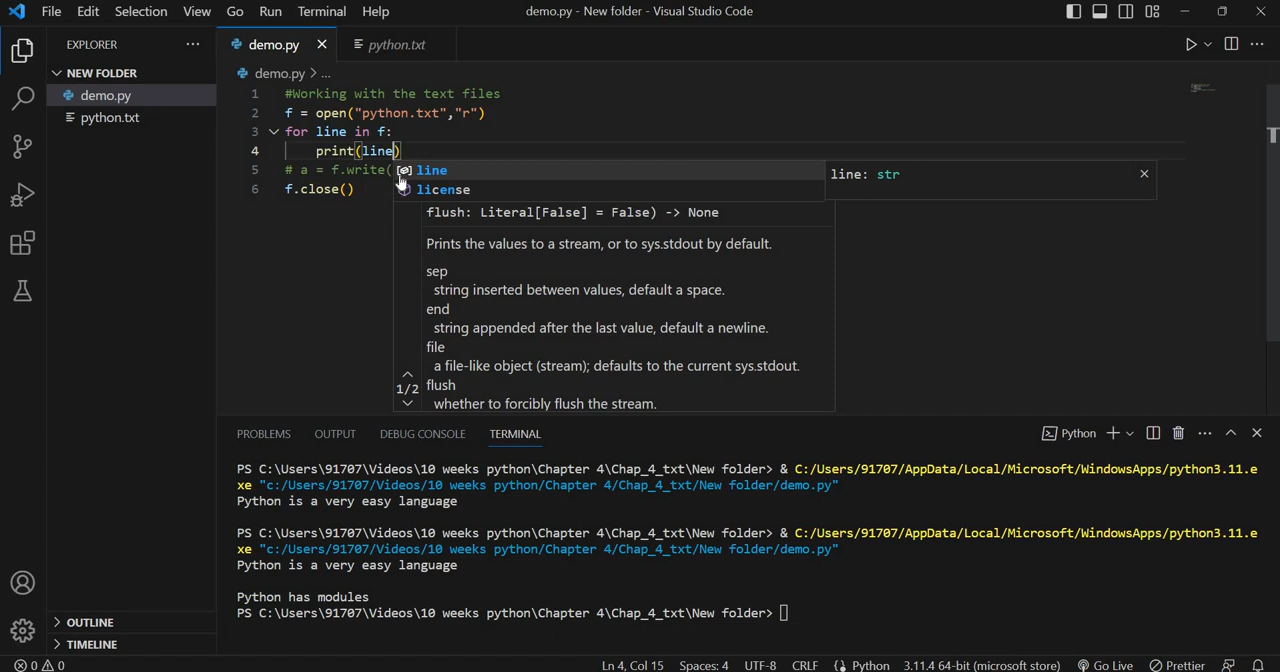 File Edit Selection View Go Run Terminal Help
demo.py - New folder - Visual Studio Code
EXPLORER
NEW FOLDER
demo.py
python.txt
OUTLINE
TIMELINE
demo.py
python.txt
demo.py > ...
1 #Working with the text files
2 f = open("python.txt","r")
3 for line in f:
4 print(line)
5 # a = f.write(
6 f.close()
line
license
line: str
flush: Literal[False] = False) -> None
Prints the values to a stream, or to sys.stdout by default.
sep
string inserted between values, default a space.
end
string appended after the last value, default a newline.
file
a file-like object (stream); defaults to the current sys.stdout.
1/2
flush
whether to forcibly flush the stream.
PROBLEMS OUTPUT DEBUG CONSOLE TERMINAL
Python
PS C:\Users\91707\Videos\10 weeks python\Chapter 4\Chap_4_txt\New folder> & C:/Users/91707/AppData/Local/Microsoft/WindowsApps/python3.11.e
xe "c:/Users/91707/Videos/10 weeks python/Chapter 4/Chap_4_txt/New folder/demo.py"
Python is a very easy language
PS C:\Users\91707\Videos\10 weeks python\Chapter 4\Chap_4_txt\New folder> & C:/Users/91707/AppData/Local/Microsoft/WindowsApps/python3.11.e
xe "c:/Users/91707/Videos/10 weeks python/Chapter 4/Chap_4_txt/New folder/demo.py"
Python is a very easy language
Python has modules
PS C:\Users\91707\Videos\10 weeks python\Chapter 4\Chap_4_txt\New folder>
0 0 Ln 4, Col 15 Spaces: 4 UTF-8 CRLF Python 3.11.4 64-bit (microsoft store) Go Live Prettier